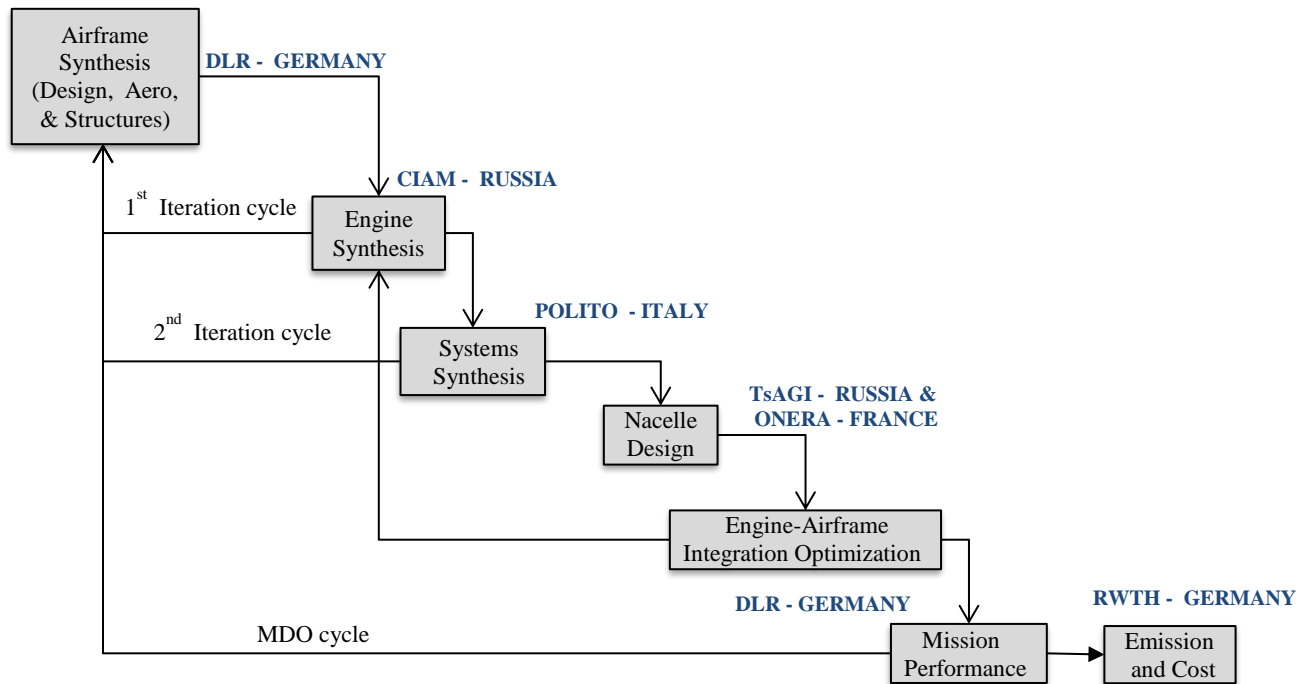 Airframe
Synthesis
(Design, Aero,
& Structures)
DLR - GERMANY
CIAM - RUSSIA
1st Iteration cycle
Engine
Synthesis
POLITO - ITALY
2nd Iteration cycle
Systems
Synthesis
TsAGI - RUSSIA &
ONERA - FRANCE
Nacelle
Design
Engine-Airframe
Integration Optimization
DLR - GERMANY
RWTH - GERMANY
MDO cycle
Mission
Performance
Emission
and Cost